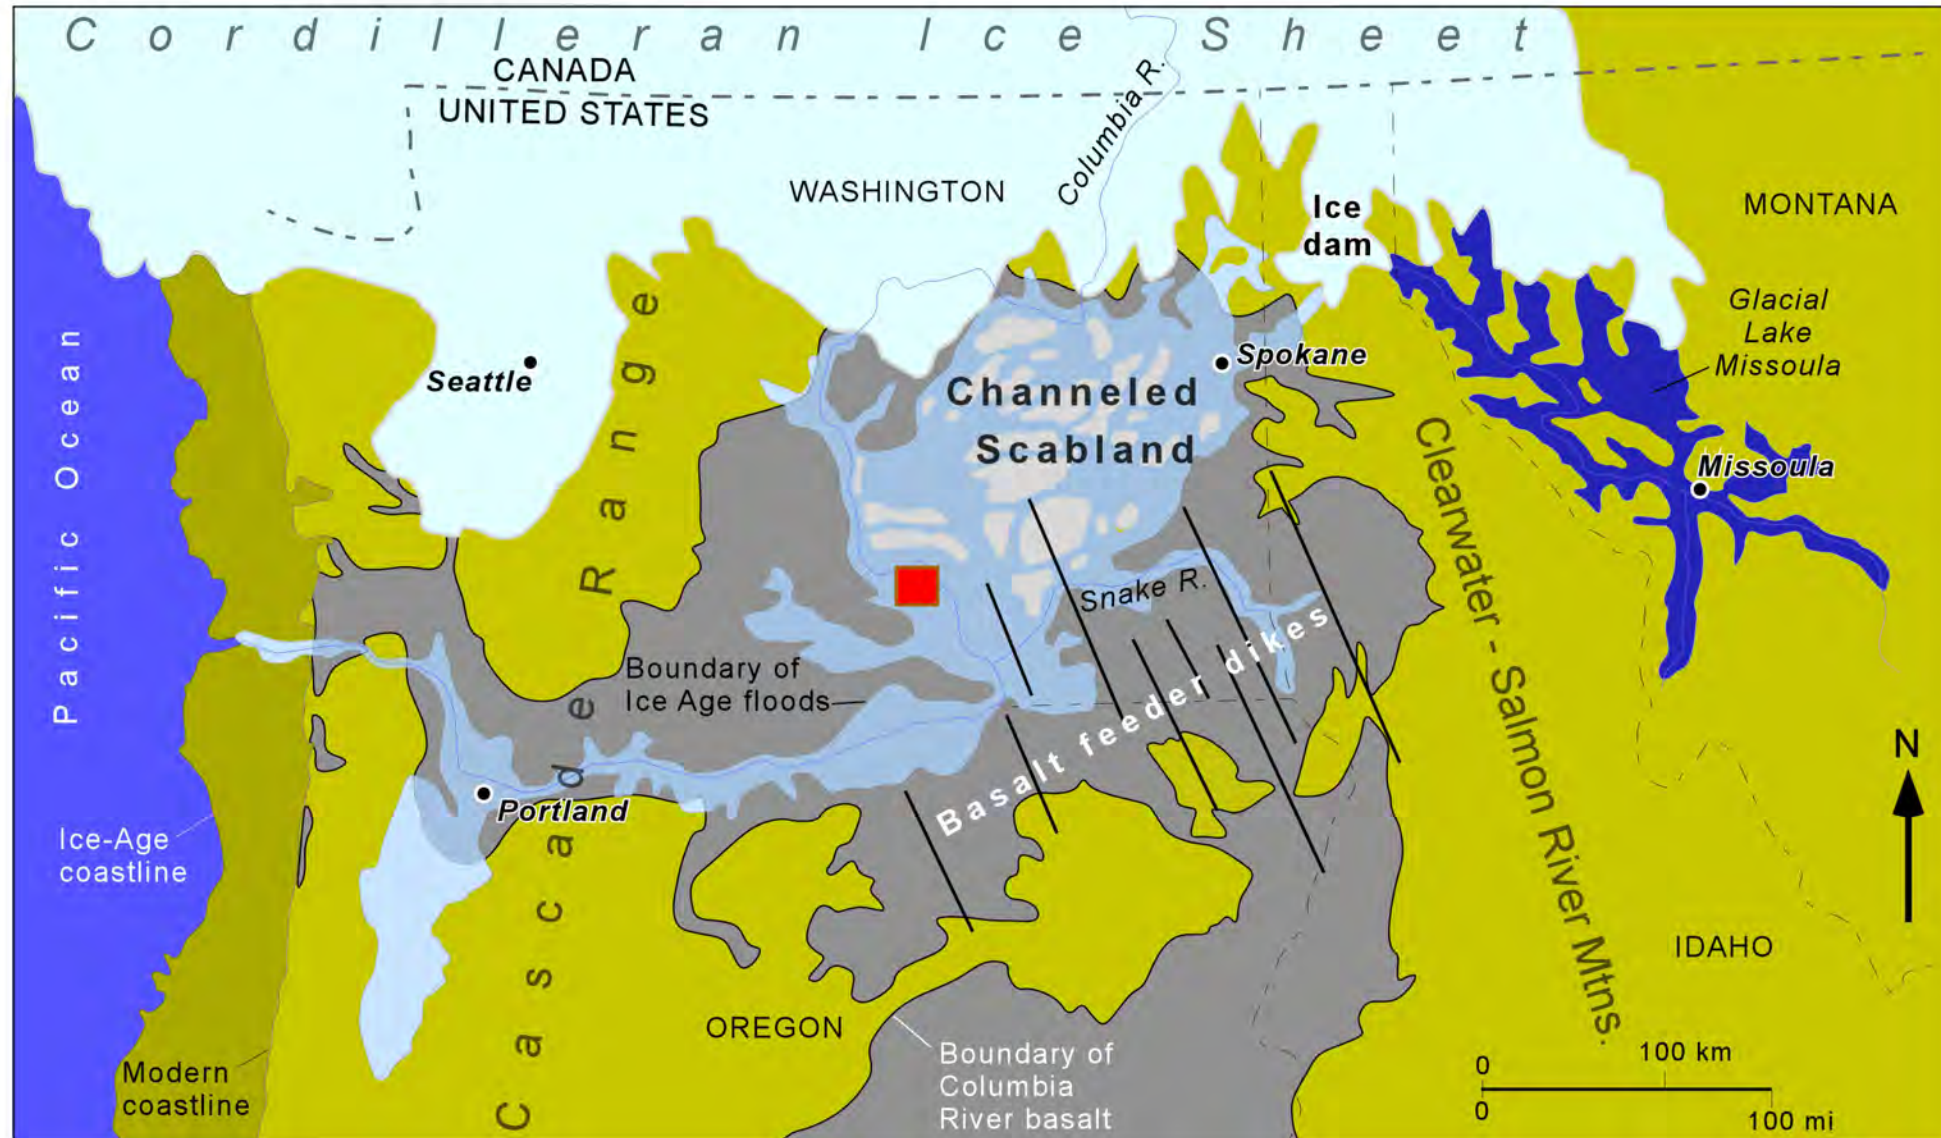 Cordilleran Ice Sheet
CANADA
UNITED STATES
Columbia R.
WASHINGTON
Ice
dam
MONTANA
Glacial
Lake
Missoula
Seattle
Spokane
Channeled
Scabland
Missoula
Pacific Ocean
Cascade Range
Clearwater - Salmon River Mtns.
Snake R.
Boundary of
Ice Age floods
Basalt feeder dikes
N
Portland
Ice-Age
coastline
IDAHO
OREGON
Modern
coastline
Boundary of
Columbia
River basalt
0 100 km
0 100 mi